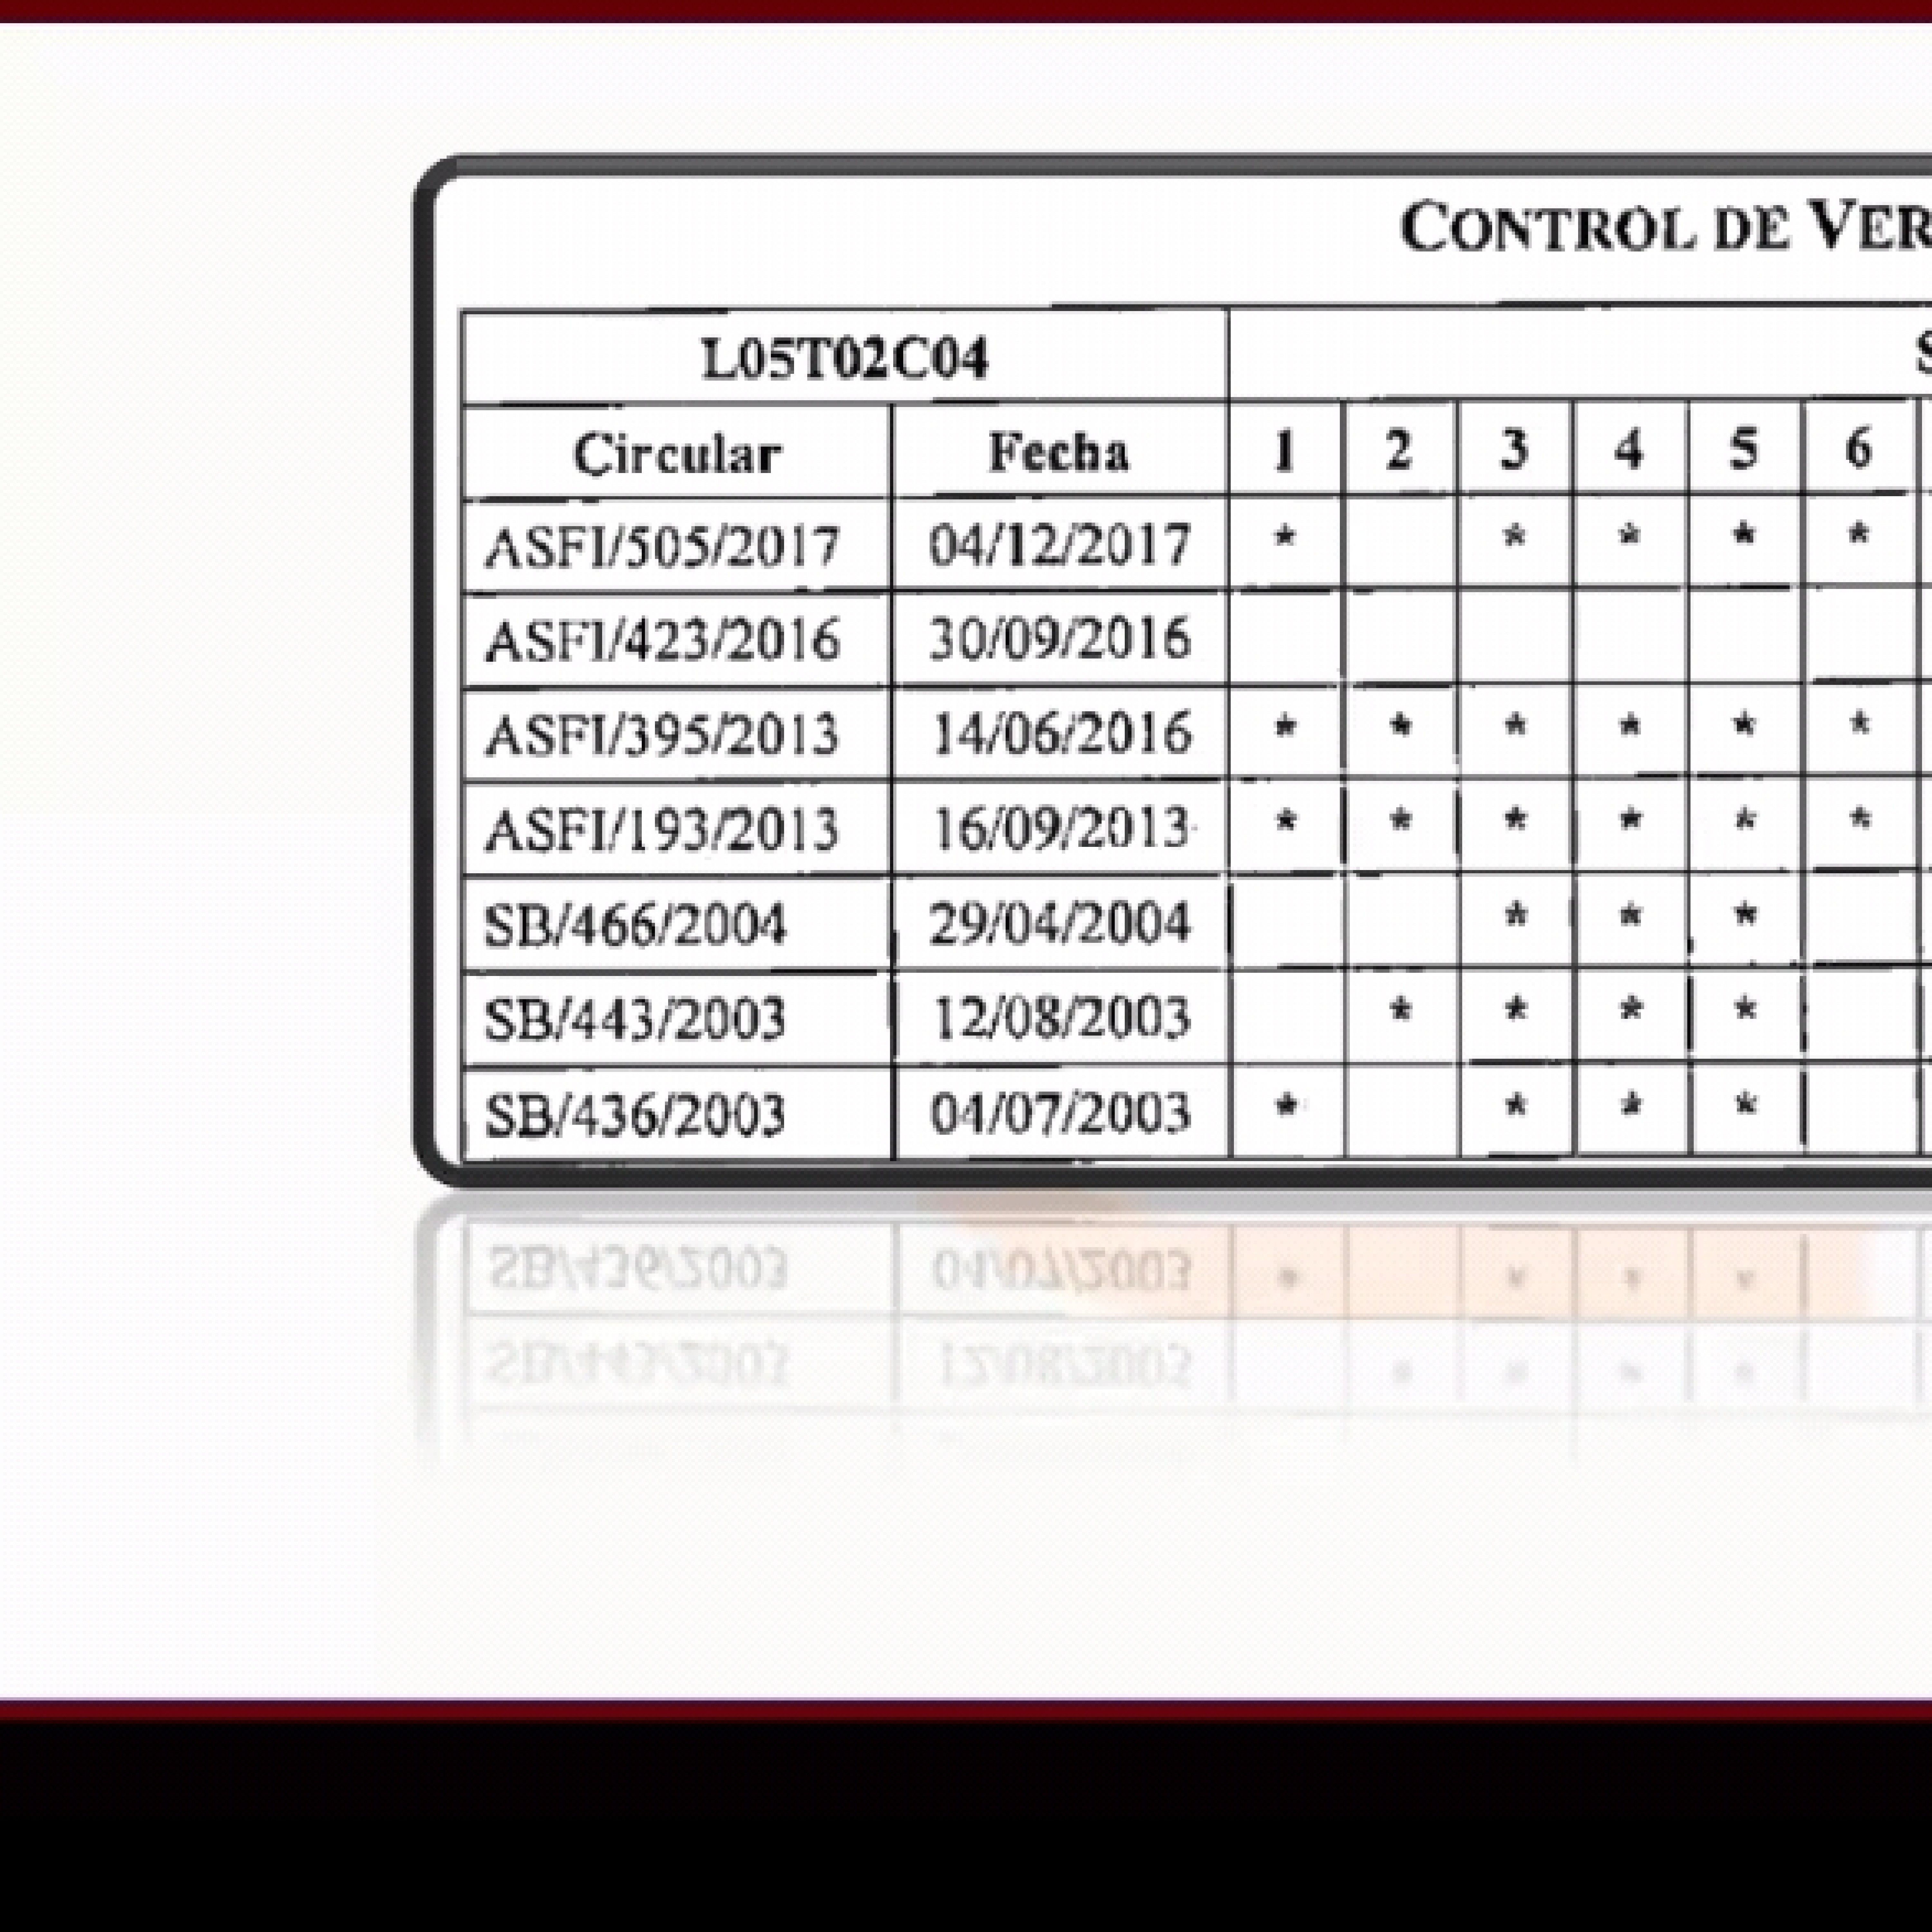 CONTROL DE VER
L05T02C04 S
Circular Fecha 1 2 3 4 5 6
ASFI/505/2017 04/12/2017 * * * * *
ASFI/423/2016 30/09/2016
ASFI/395/2013 14/06/2016 * * * * * *
ASFI/193/2013 16/09/2013 * * * * * *
SB/466/2004 29/04/2004 * * *
SB/443/2003 12/08/2003 * * * *
SB/436/2003 04/07/2003 * * * *